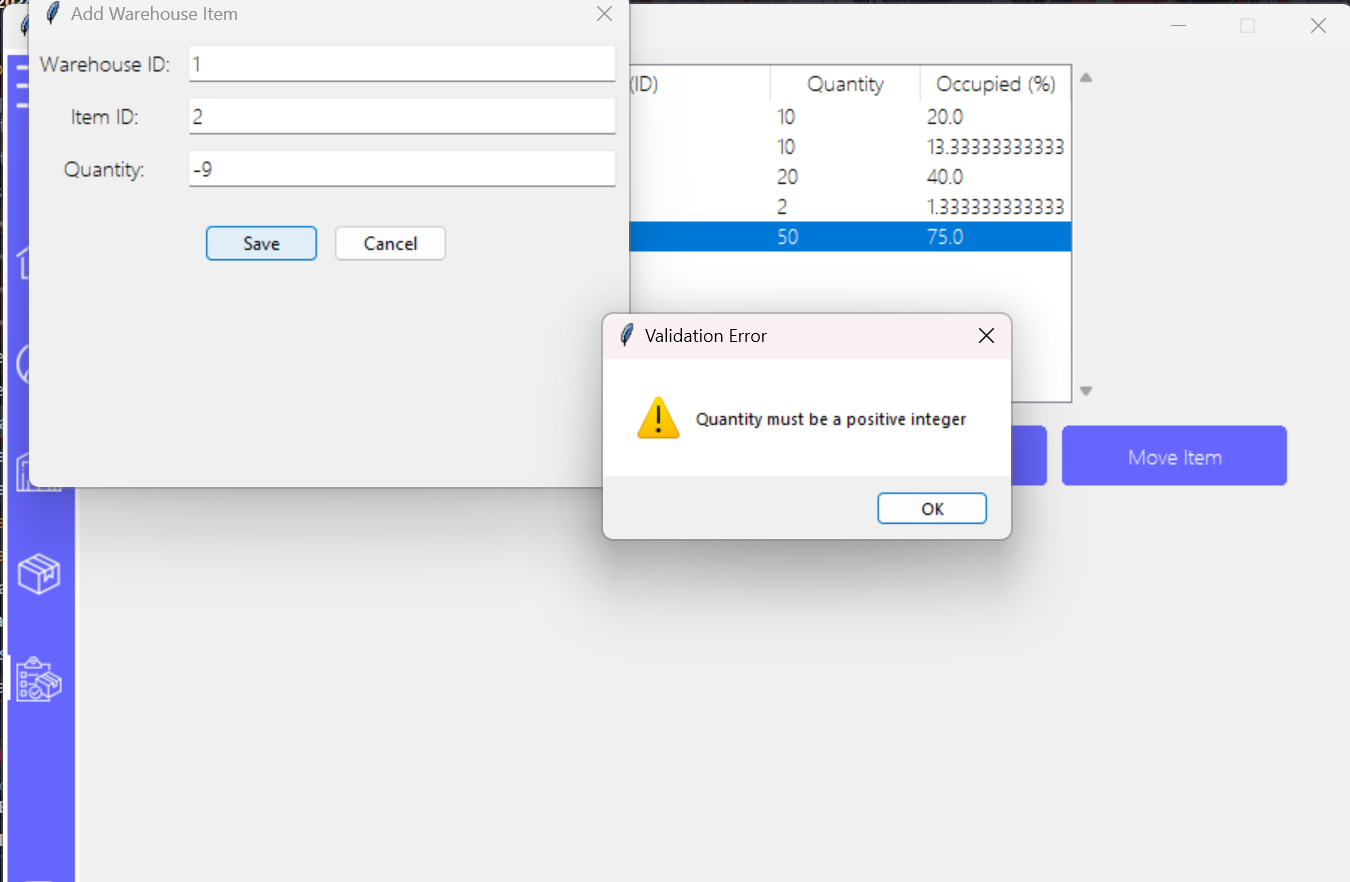 Add Warehouse Item
Warehouse ID: 1
Item ID: 2
Quantity: -9
Save Cancel
(ID) Quantity Occupied (%)
10 20.0
10 13.33333333333
20 40.0
2 1.333333333333
50 75.0
Validation Error
Quantity must be a positive integer
OK
Move Item